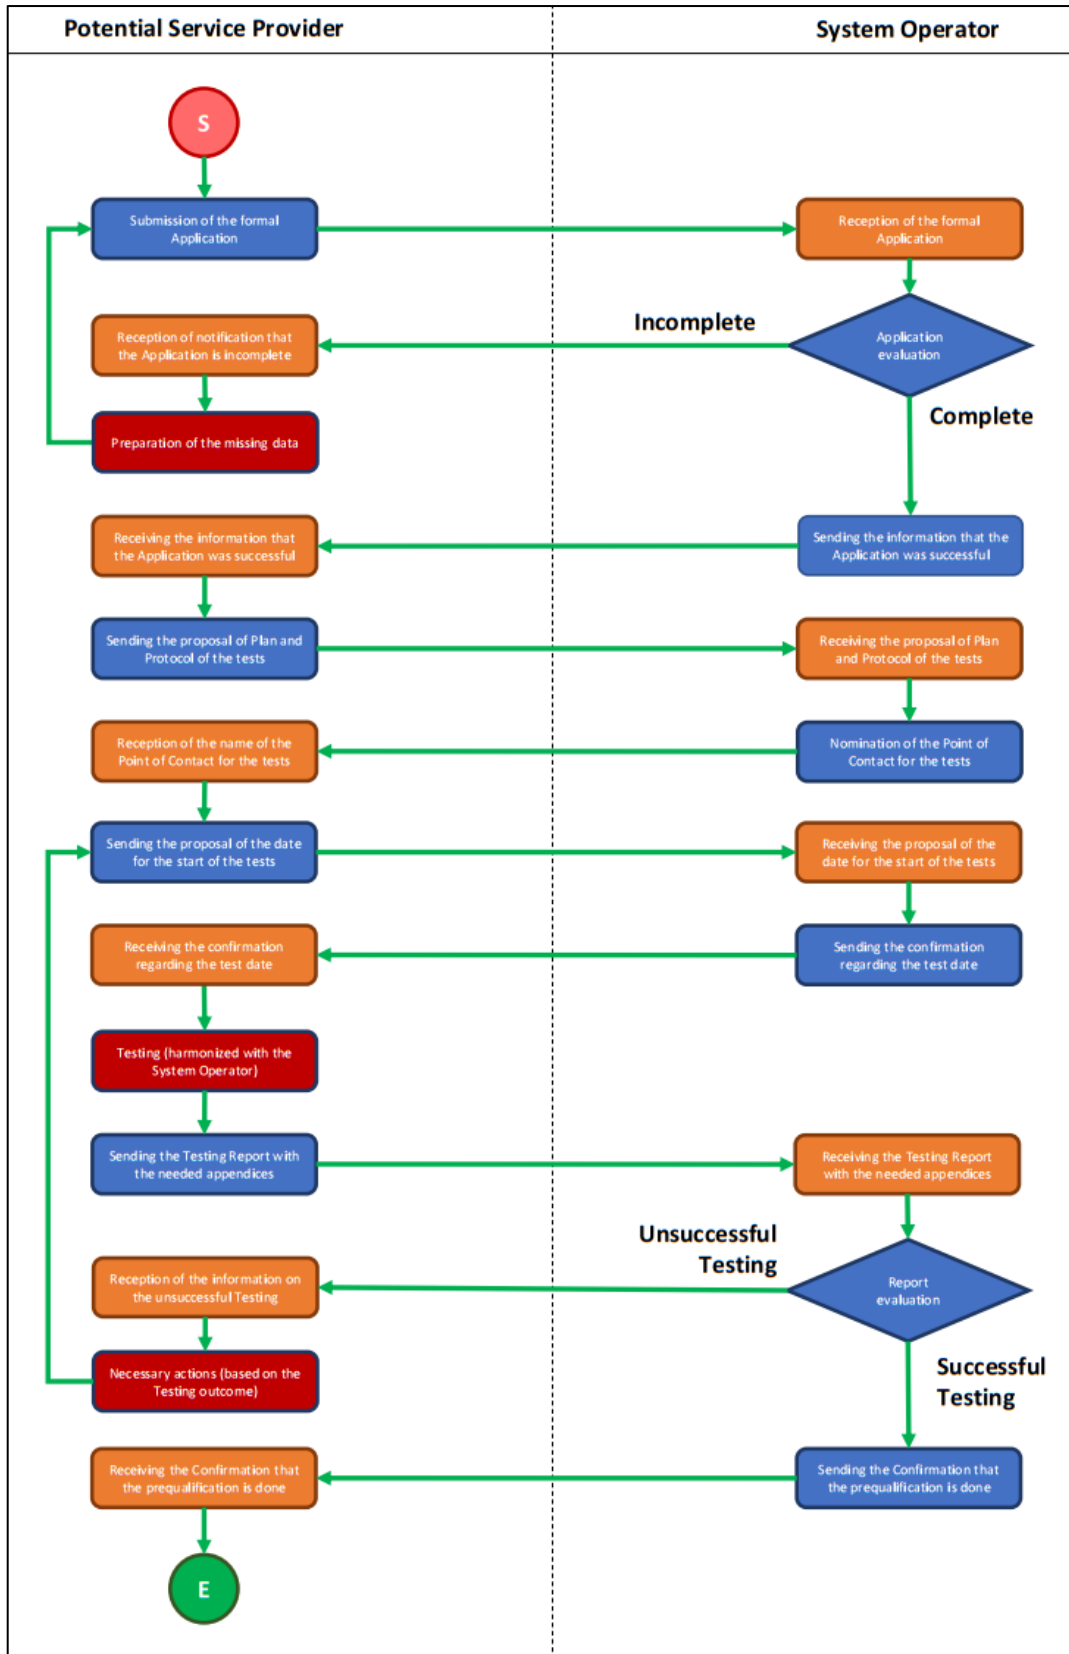 Potential Service Provider
System Operator
S
Submission of the formal
Application
Reception of the formal
Application
Reception of notification that
the Application is incomplete
Incomplete
Application
evaluation
Complete
Preparation of the missing data
Receiving the information that
the Application was successful
Sending the information that the
Application was successful
Sending the proposal of Plan and
Protocol of the tests
Receiving the proposal of Plan
and Protocol of the tests
Reception of the name of the
Point of Contact for the tests
Nomination of the Point of
Contact for the tests
Sending the proposal of the date
for the start of the tests
Receiving the proposal of the
date for the start of the tests
Receiving the confirmation
regarding the test date
Sending the confirmation
regarding the test date
Testing (harmonized with the
System Operator)
Sending the Testing Report with
the needed appendices
Receiving the Testing Report
with the needed appendices
Unsuccessful
Testing
Reception of the information on
the unsuccessful Testing
Report
evaluation
Necessary actions (based on the
Testing outcome)
Successful
Testing
Receiving the Confirmation that
the prequalification is done
Sending the Confirmation that
the prequalification is done
E